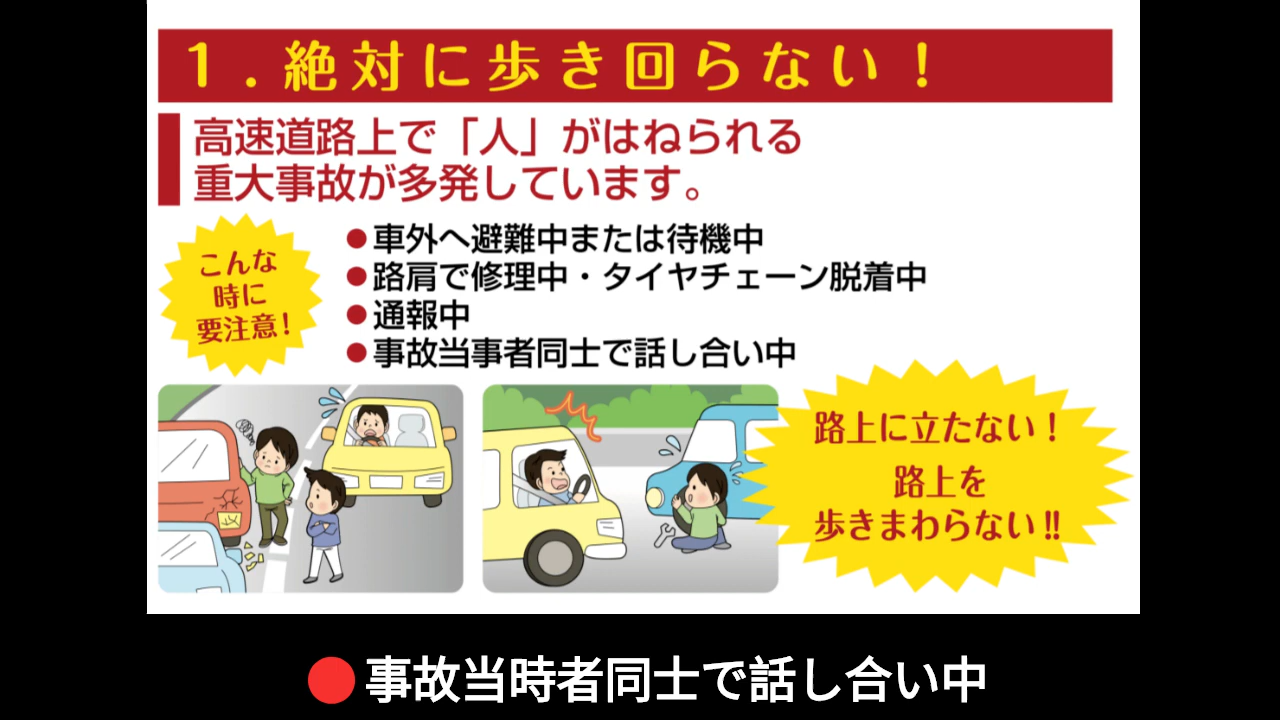 1.絶対に歩き回らない！
高速道路上で「人」がはねられる
重大事故が多発しています。
こんな
時に
要注意！
●車外へ避難中または待機中
●路肩で修理中・タイヤチェーン脱着中
●通報中
●事故当事者同士で話し合い中
路上に立たない！
路上を
歩きまわらない‼
🔴事故当時者同士で話し合い中